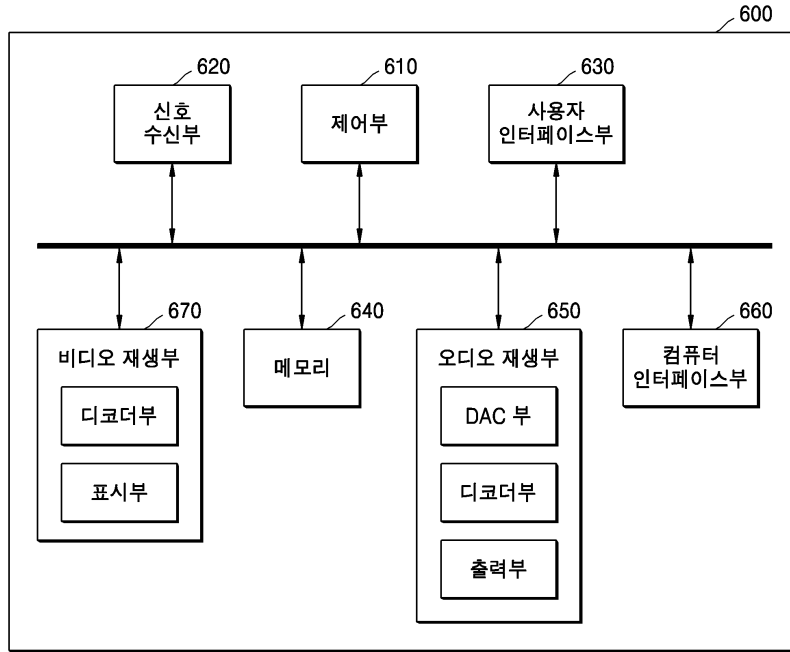 600
620
610
630
신호
수신부
제어부
사용자
인터페이스부
670
640
650
660
비디오 재생부
메모리
오디오 재생부
컴퓨터
인터페이스부
디코더부
DAC 부
표시부
디코더부
출력부